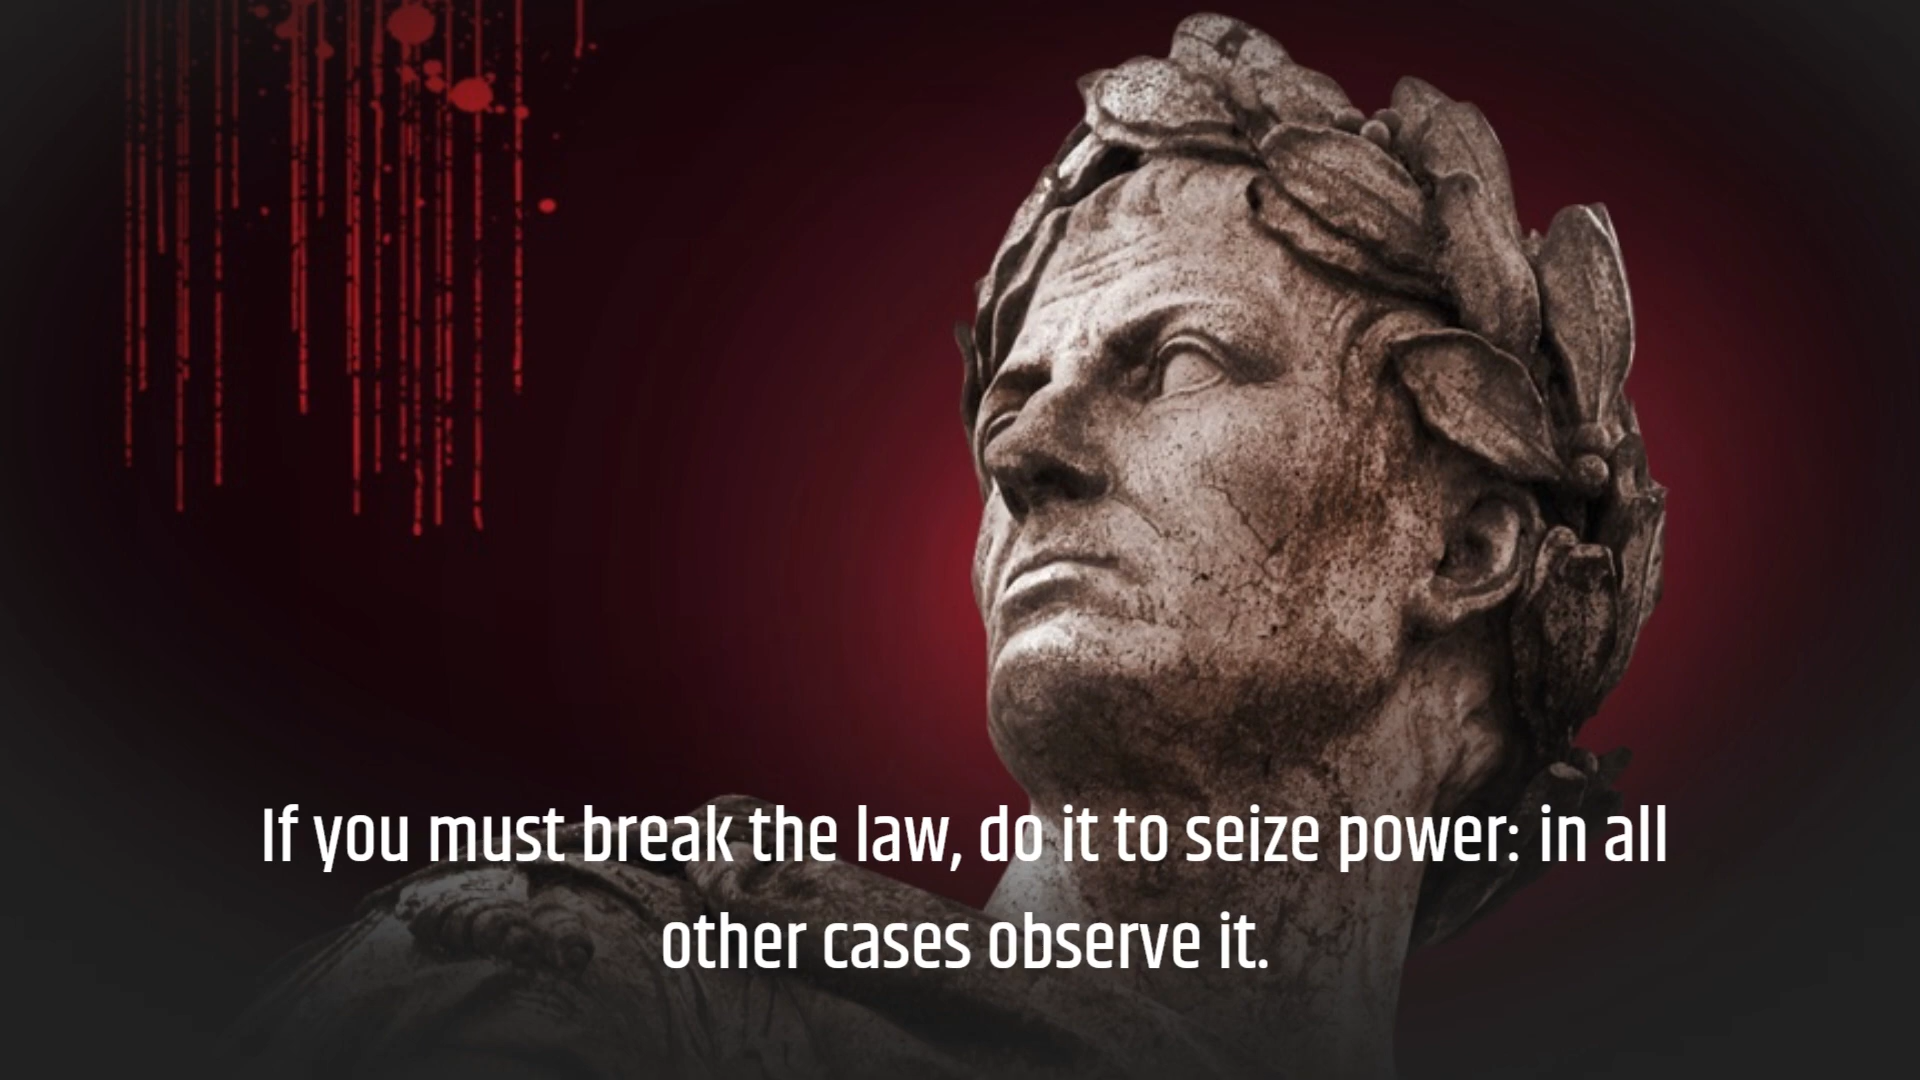 If you must break the law, do it to seize power: in all
other cases observe it.